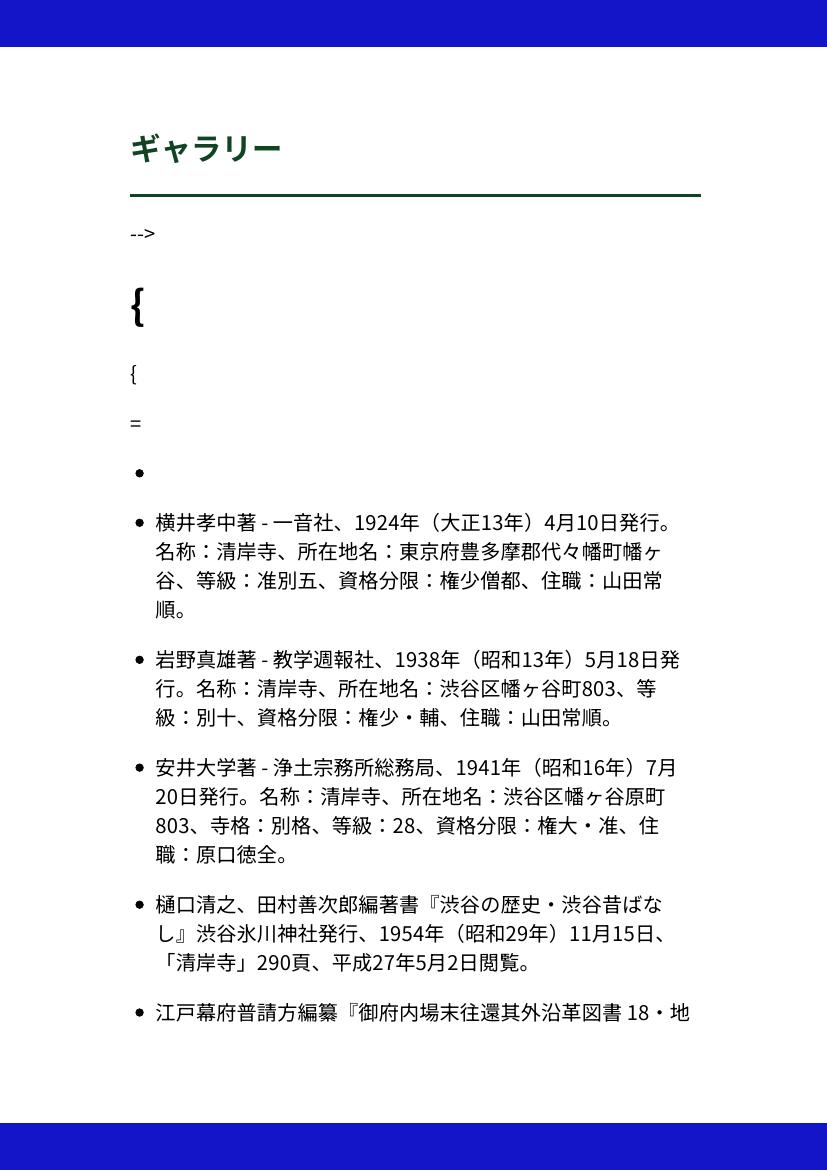 ギャラリー
-->
{
{
=
•
• 横井孝中著 - 一音社、1924年（大正13年）4月10日発行。
名称：清岸寺、所在地名：東京府豊多摩郡代々幡町幡ヶ
谷、等級：准別五、資格分限：権少僧都、住職：山田常
順。
• 岩野真雄著 - 教学週報社、1938年（昭和13年）5月18日発
行。名称：清岸寺、所在地名：渋谷区幡ヶ谷町803、等
級：別十、資格分限：権少・輔、住職：山田常順。
• 安井大学著 - 浄土宗務所総務局、1941年（昭和16年）7月
20日発行。名称：清岸寺、所在地名：渋谷区幡ヶ谷原町
803、寺格：別格、等級：28、資格分限：権大・准、住
職：原口徳全。
• 樋口清之、田村善次郎編著書『渋谷の歴史・渋谷昔ばな
し』渋谷氷川神社発行、1954年（昭和29年）11月15日、
「清岸寺」290頁、平成27年5月2日閲覧。
• 江戸幕府普請方編纂『御府内場末往還其外沿革図書 18・地